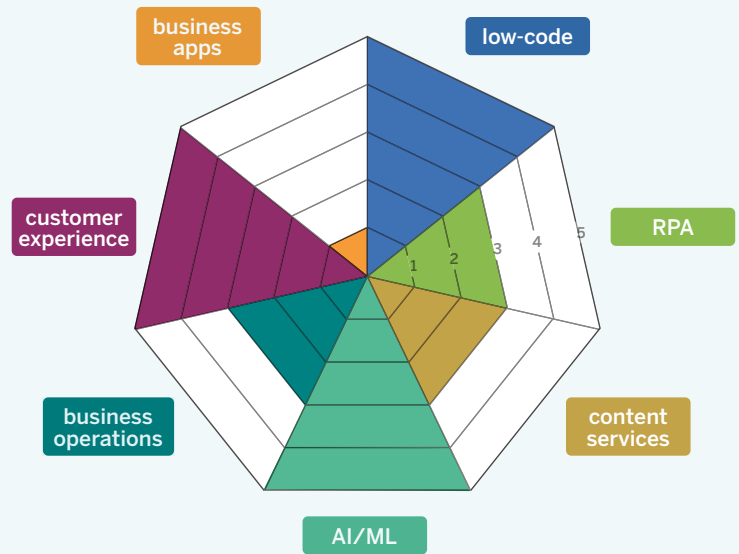 business
apps
low-code
customer
experience
RPA
1
2
3
4
5
business
operations
content
services
AI/ML